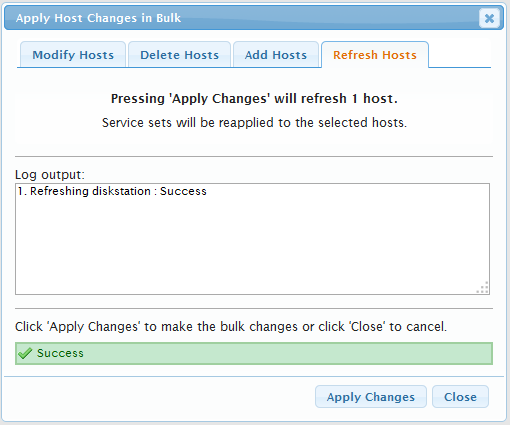 Apply Host Changes in Bulk
Modify Hosts
Delete Hosts
Add Hosts
Refresh Hosts
Pressing 'Apply Changes' will refresh 1 host.
Service sets will be reapplied to the selected hosts.
Log output:
1. Refreshing diskstation : Success
Click 'Apply Changes' to make the bulk changes or click 'Close' to cancel.
Success
Apply Changes
Close